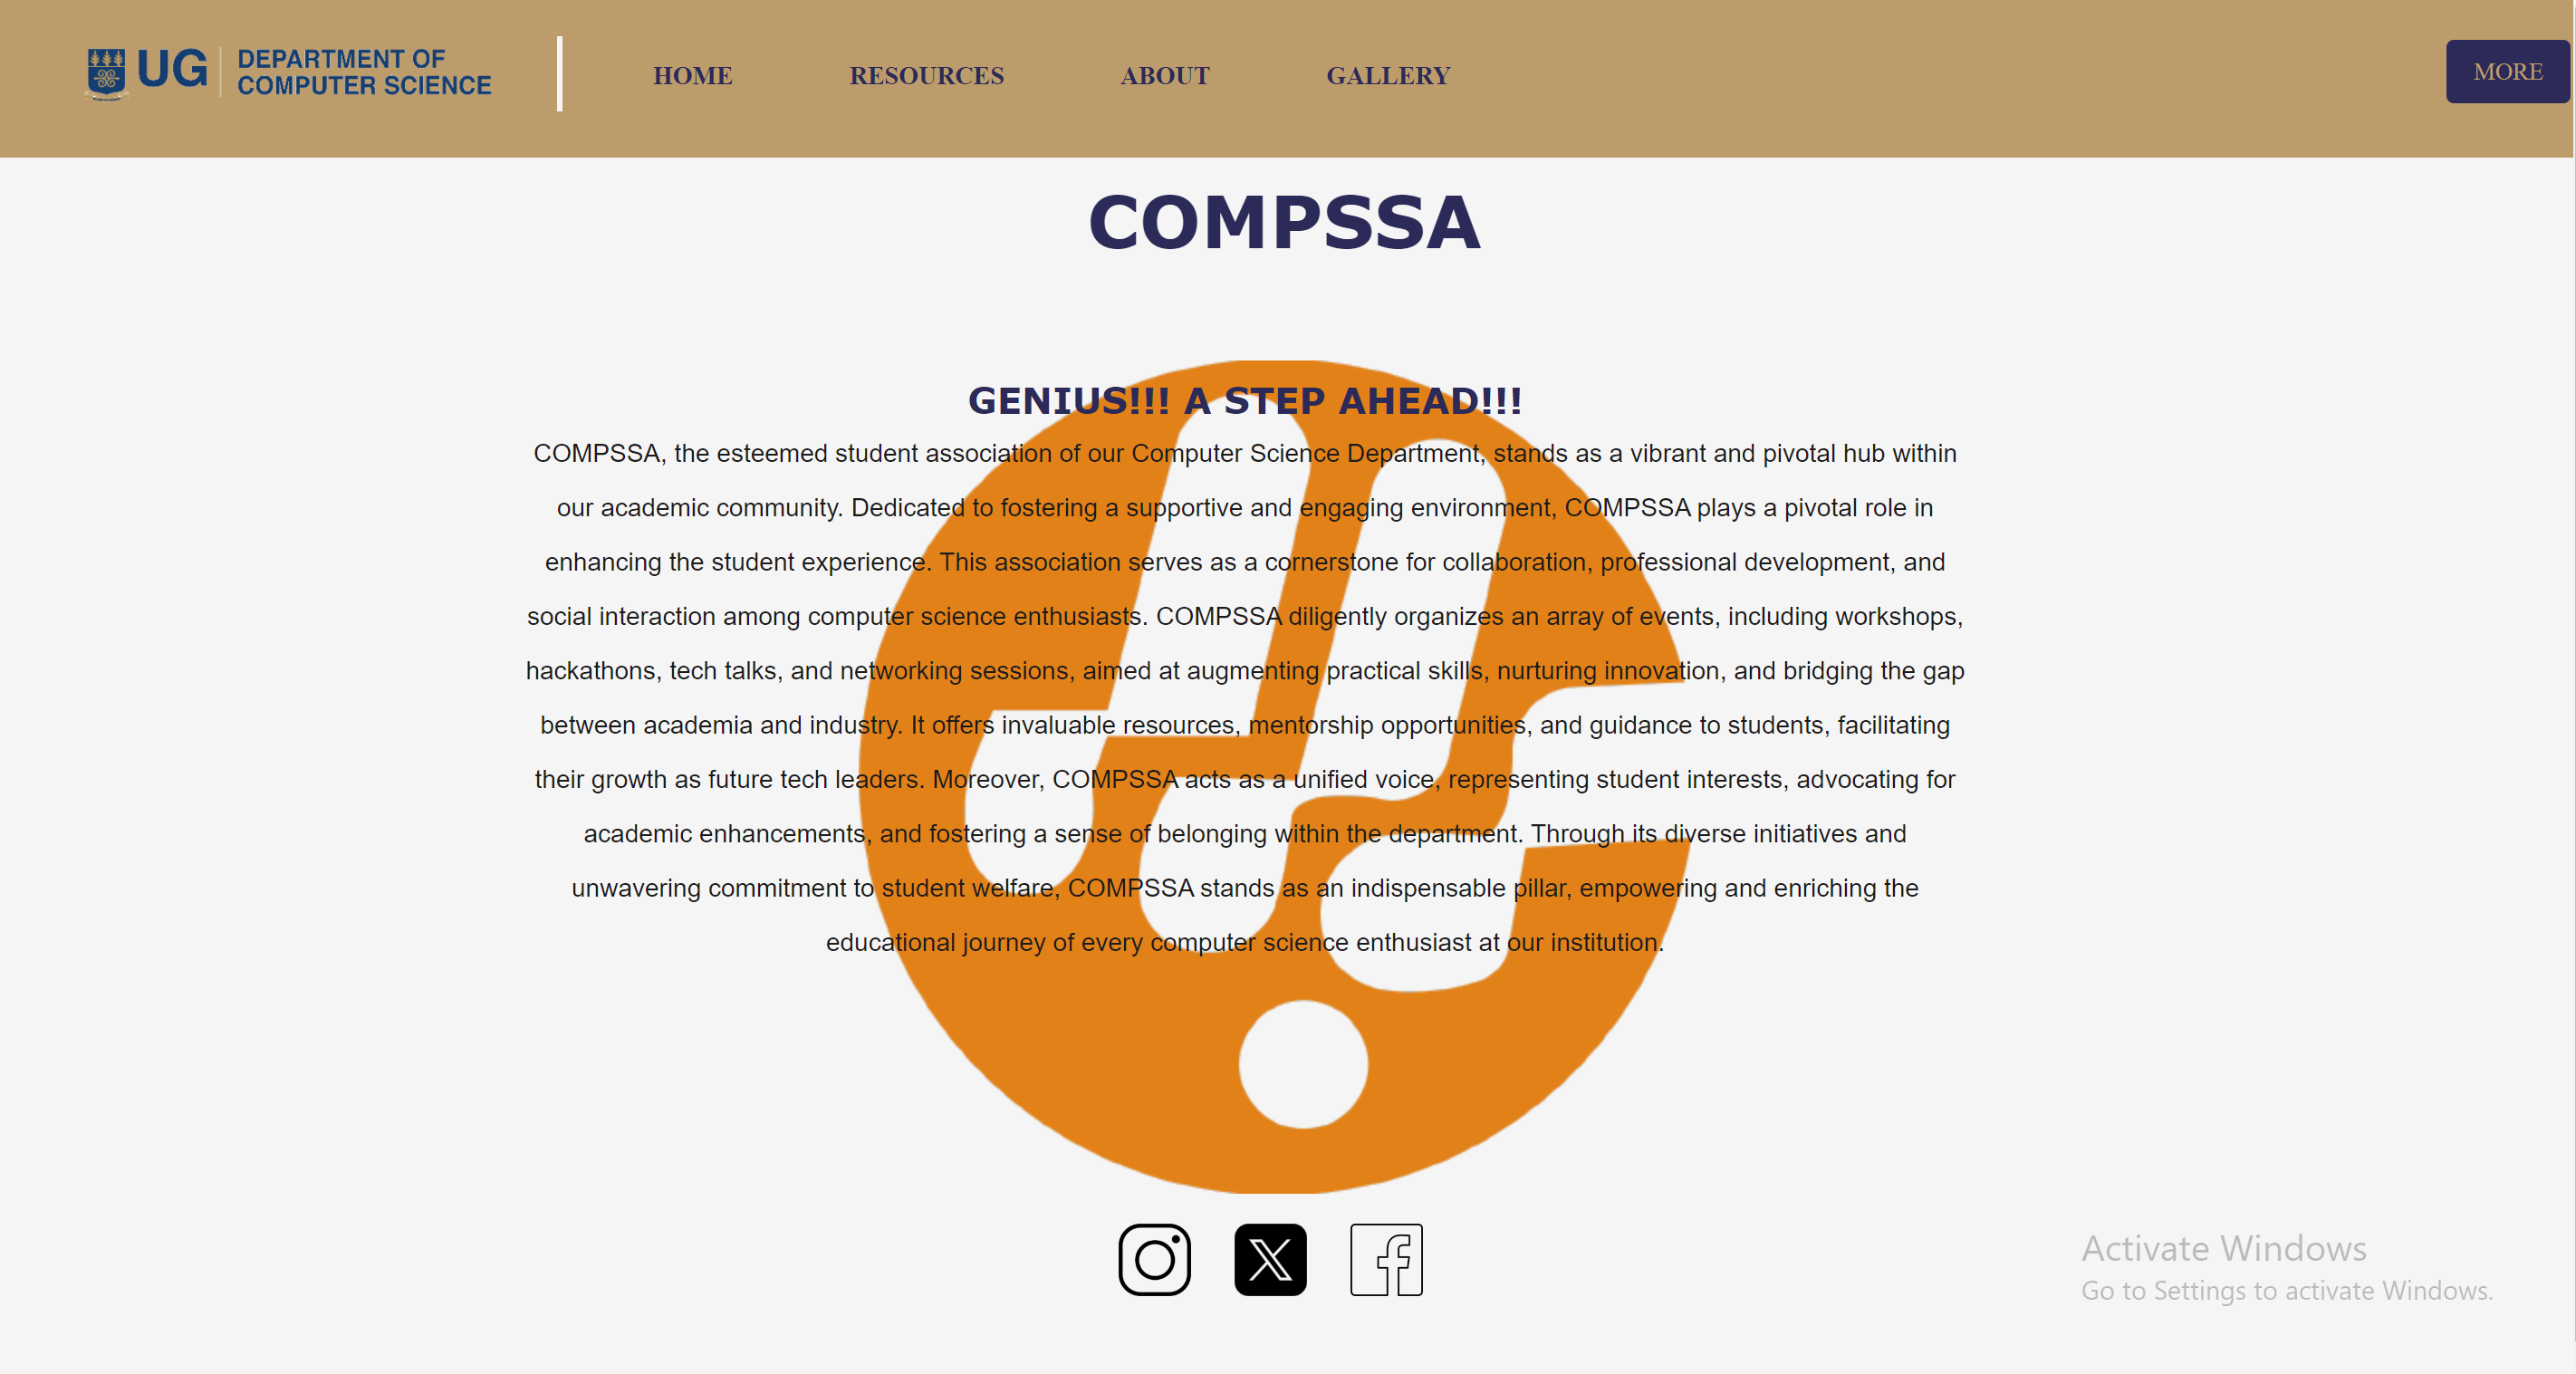 UG DEPARTMENT OF
COMPUTER SCIENCE
HOME RESOURCES ABOUT GALLERY MORE
COMPSSA
GENIUS!!! A STEP AHEAD!!!
COMPSSA, the esteemed student association of our Computer Science Department, stands as a vibrant and pivotal hub within
our academic community. Dedicated to fostering a supportive and engaging environment, COMPSSA plays a pivotal role in
enhancing the student experience. This association serves as a cornerstone for collaboration, professional development, and
social interaction among computer science enthusiasts. COMPSSA diligently organizes an array of events, including workshops,
hackathons, tech talks, and networking sessions, aimed at augmenting practical skills, nurturing innovation, and bridging the gap
between academia and industry. It offers invaluable resources, mentorship opportunities, and guidance to students, facilitating
their growth as future tech leaders. Moreover, COMPSSA acts as a unified voice, representing student interests, advocating for
academic enhancements, and fostering a sense of belonging within the department. Through its diverse initiatives and
unwavering commitment to student welfare, COMPSSA stands as an indispensable pillar, empowering and enriching the
educational journey of every computer science enthusiast at our institution.
Activate Windows
Go to Settings to activate Windows.